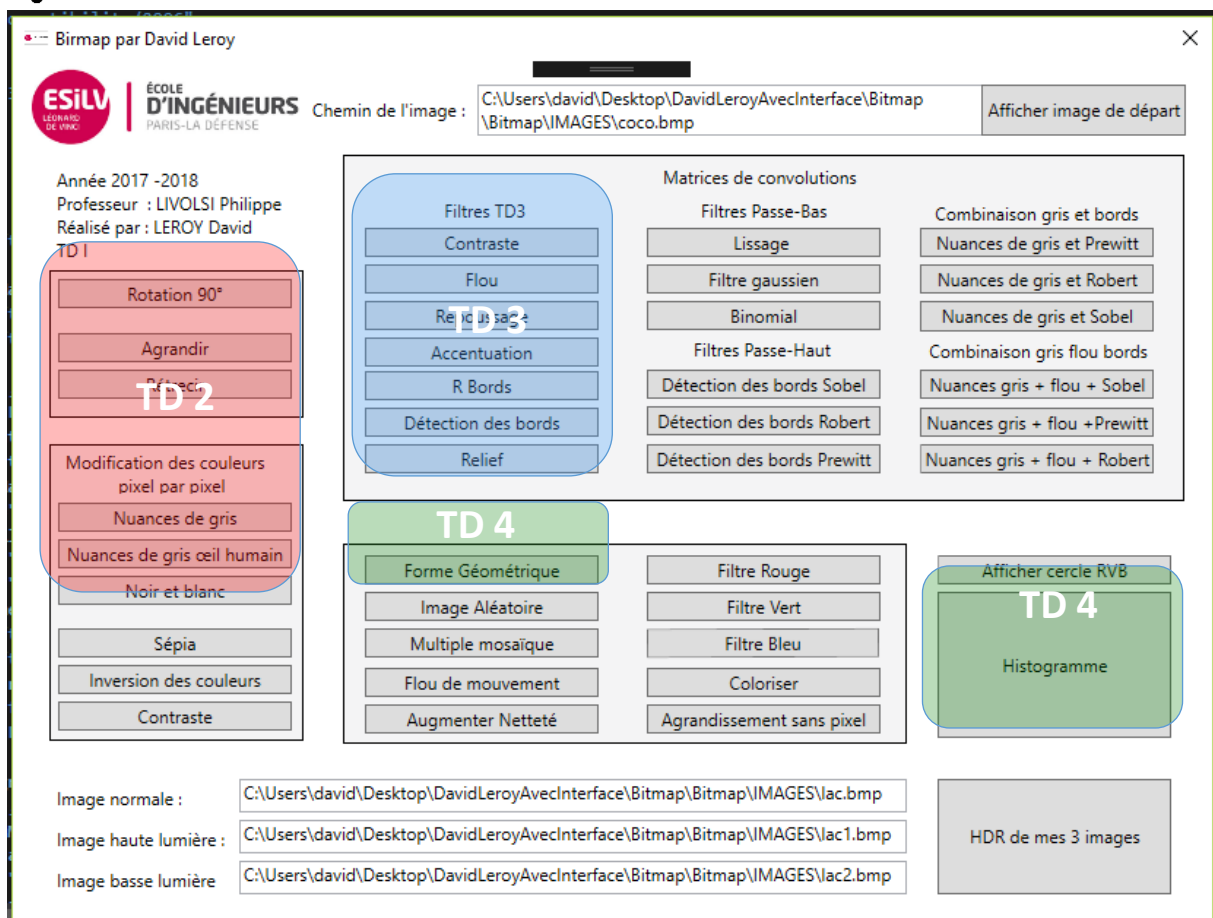 Birmap par David Leroy
ESiLV
LÉONARD
DE VINCI
ÉCOLE
D'INGÉNIEURS
PARIS-LA DÉFENSE
Chemin de l'image :
C:\Users\david\Desktop\DavidLeroyAvecInterface\Bitmap
\Bitmap\IMAGES\coco.bmp
Afficher image de départ
Année 2017 -2018
Professeur : LIVOLSI Philippe
Réalisé par : LEROY David
TD I
Rotation 90°
Agrandir
Rétrecir
TD 2
Modification des couleurs
pixel par pixel
Nuances de gris
Nuances de gris œil humain
Noir et blanc
Sépia
Inversion des couleurs
Contraste
Matrices de convolutions
Filtres TD3
Contraste
Flou
Repoussage
TD 3
Accentuation
R Bords
Détection des bords
Relief
Filtres Passe-Bas
Lissage
Filtre gaussien
Binomial
Filtres Passe-Haut
Détection des bords Sobel
Détection des bords Robert
Détection des bords Prewitt
Combinaison gris et bords
Nuances de gris et Prewitt
Nuances de gris et Robert
Nuances de gris et Sobel
Combinaison gris flou bords
Nuances gris + flou + Sobel
Nuances gris + flou +Prewitt
Nuances gris + flou + Robert
TD 4
Forme Géométrique
Image Aléatoire
Multiple mosaïque
Flou de mouvement
Augmenter Netteté
Filtre Rouge
Filtre Vert
Filtre Bleu
Coloriser
Agrandissement sans pixel
Afficher cercle RVB
TD 4
Histogramme
Image normale :
C:\Users\david\Desktop\DavidLeroyAvecInterface\Bitmap\Bitmap\IMAGES\lac.bmp
Image haute lumière :
C:\Users\david\Desktop\DavidLeroyAvecInterface\Bitmap\Bitmap\IMAGES\lac1.bmp
Image basse lumière
C:\Users\david\Desktop\DavidLeroyAvecInterface\Bitmap\Bitmap\IMAGES\lac2.bmp
HDR de mes 3 images